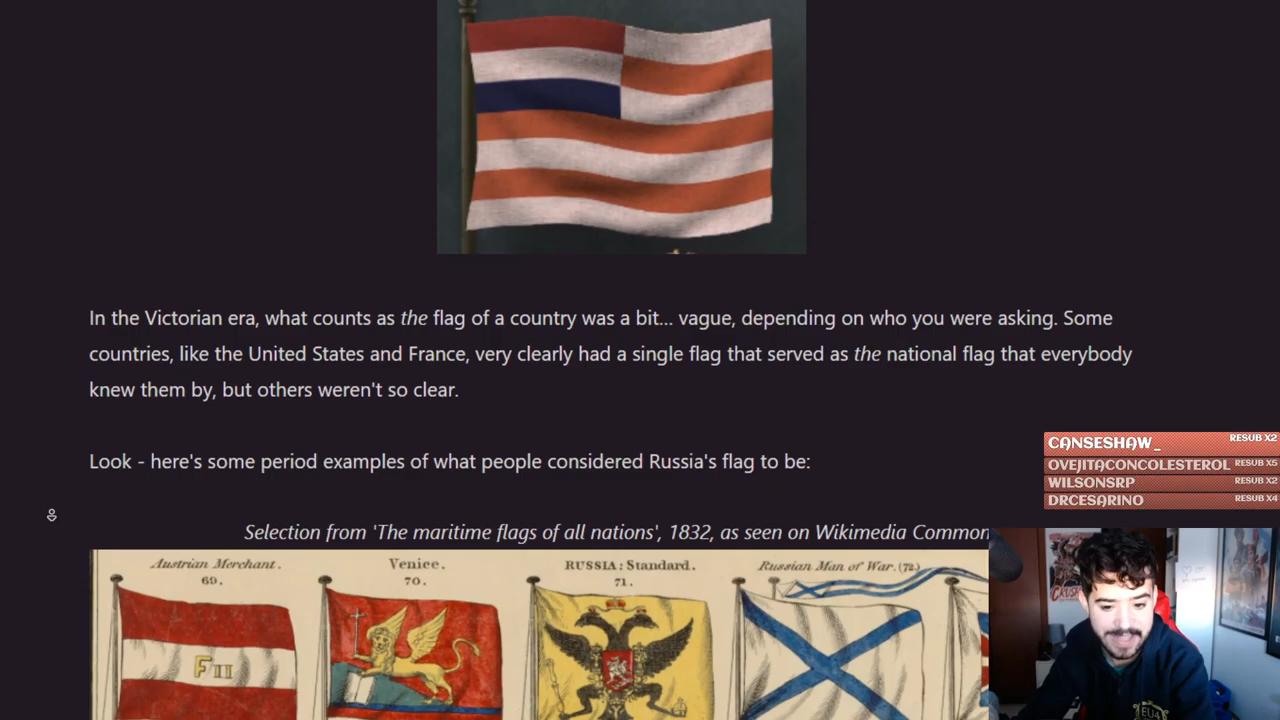 In the Victorian era, what counts as the flag of a country was a bit... vague, depending on who you were asking. Some
countries, like the United States and France, very clearly had a single flag that served as the national flag that everybody
knew them by, but others weren't so clear.
Look - here's some period examples of what people considered Russia's flag to be:
CANSESHAW_ RESUB X2
OVEJITACONCOLESTEROL RESUB X5
WILSONSRP RESUB X2
DRCESARINO RESUB X4
Selection from 'The maritime flags of all nations', 1832, as seen on Wikimedia Common
Austrian Merchant.
69.
Venice.
70.
RUSSIA: Standard.
71.
Russian Man of War. (72.)
F II
EU4